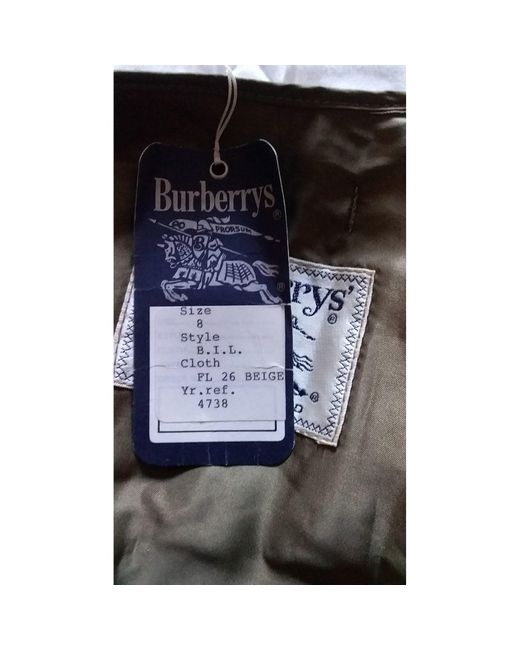 Burberrys®
PRORSUM
B
®
Size
8
Style
B.I.L.
Cloth
FL 26 BEIGE
Yr.ref.
4738
rrys'
®
®